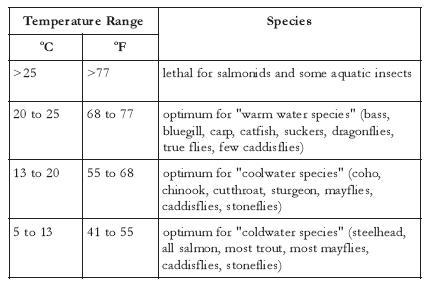 Temperature Range Species
°C °F
>25 >77 lethal for salmonids and some aquatic insects
20 to 25 68 to 77 optimum for "warm water species" (bass,
bluegill, carp, catfish, suckers, dragonflies,
true flies, few caddisflies)
13 to 20 55 to 68 optimum for "coolwater species" (coho,
chinook, cutthroat, sturgeon, mayflies,
caddisflies, stoneflies)
5 to 13 41 to 55 optimum for "coldwater species" (steelhead,
all salmon, most trout, most mayflies,
caddisflies, stoneflies)